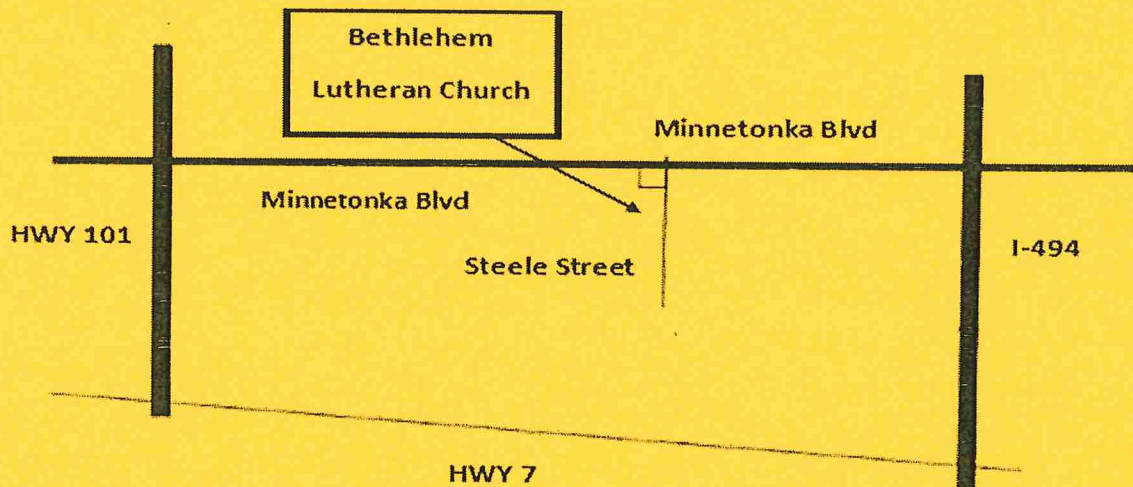 Bethlehem
Lutheran Church
Minnetonka Blvd
Minnetonka Blvd
HWY 101
I-494
Steele Street
HWY 7